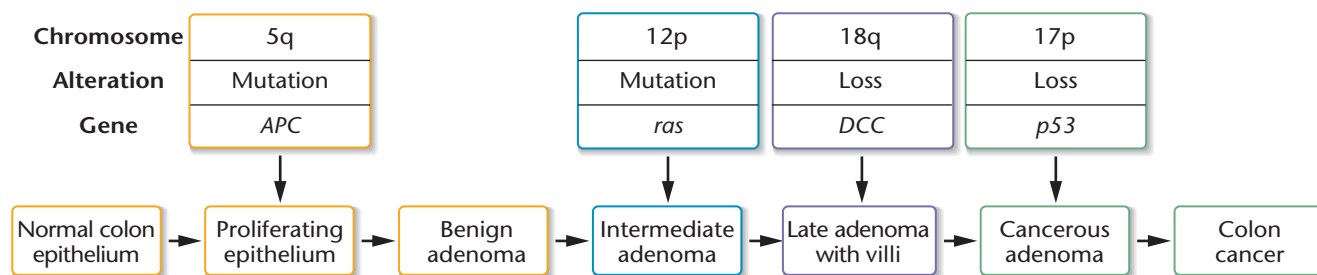 Chromosome 5q 12p 18q 17p
Alteration Mutation Mutation Loss Loss
Gene APC ras DCC p53
Normal colon
epithelium
Proliferating
epithelium
Benign
adenoma
Intermediate
adenoma
Late adenoma
with villi
Cancerous
adenoma
Colon
cancer